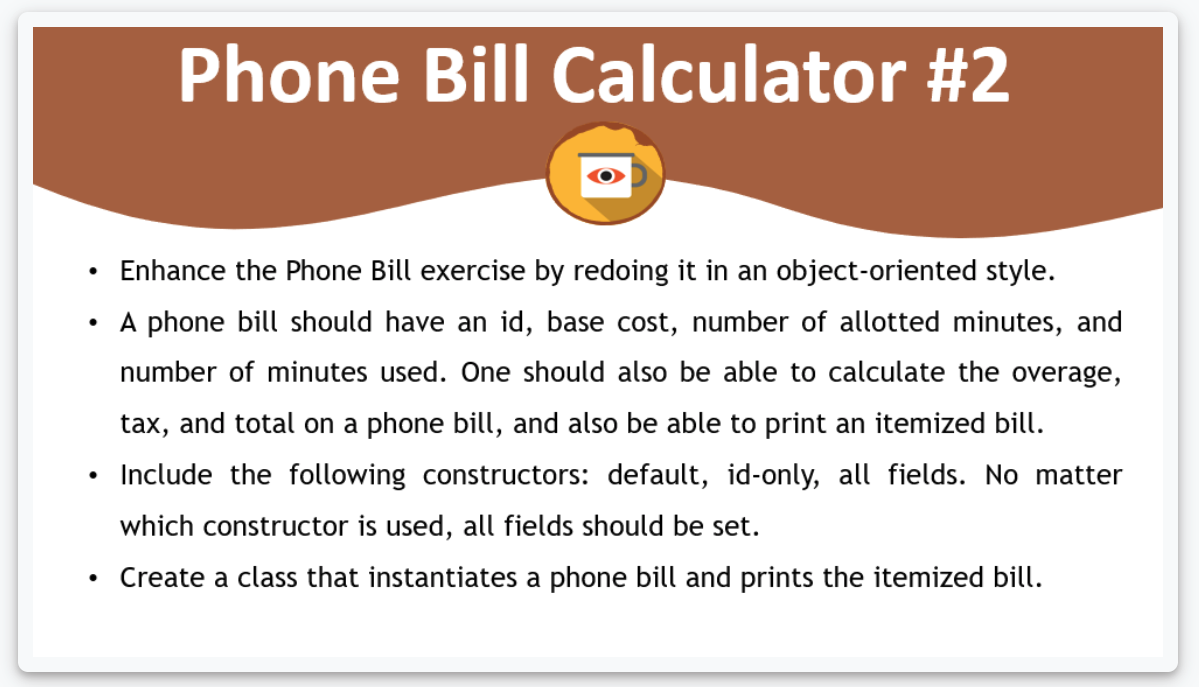 Phone Bill Calculator #2
• Enhance the Phone Bill exercise by redoing it in an object-oriented style.
• A phone bill should have an id, base cost, number of allotted minutes, and
number of minutes used. One should also be able to calculate the overage,
tax, and total on a phone bill, and also be able to print an itemized bill.
• Include the following constructors: default, id-only, all fields. No matter
which constructor is used, all fields should be set.
• Create a class that instantiates a phone bill and prints the itemized bill.